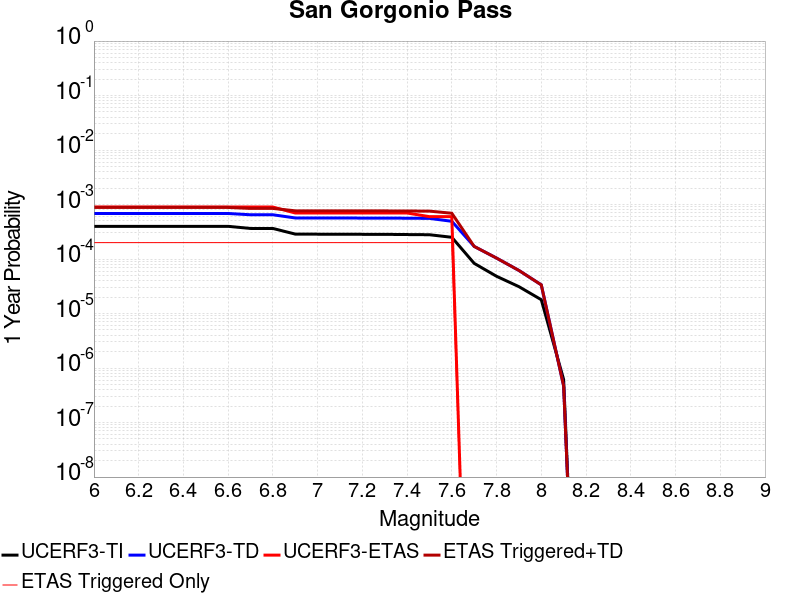 San Gorgonio Pass
10^0
10^-1
10^-2
10^-3
10^-4
10^-5
10^-6
10^-7
10^-8
1 Year Probability
6 6.2 6.4 6.6 6.8 7 7.2 7.4 7.6 7.8 8 8.2 8.4 8.6 8.8 9
Magnitude
UCERF3-TI UCERF3-TD UCERF3-ETAS ETAS Triggered+TD
ETAS Triggered Only